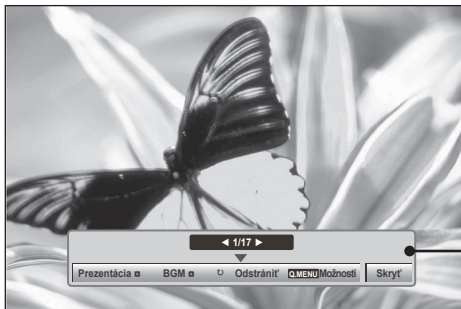 ◄ 1/17 ►
Prezentácia BGM ↻ Odstrániť Q.MENU Možnosti Skryť